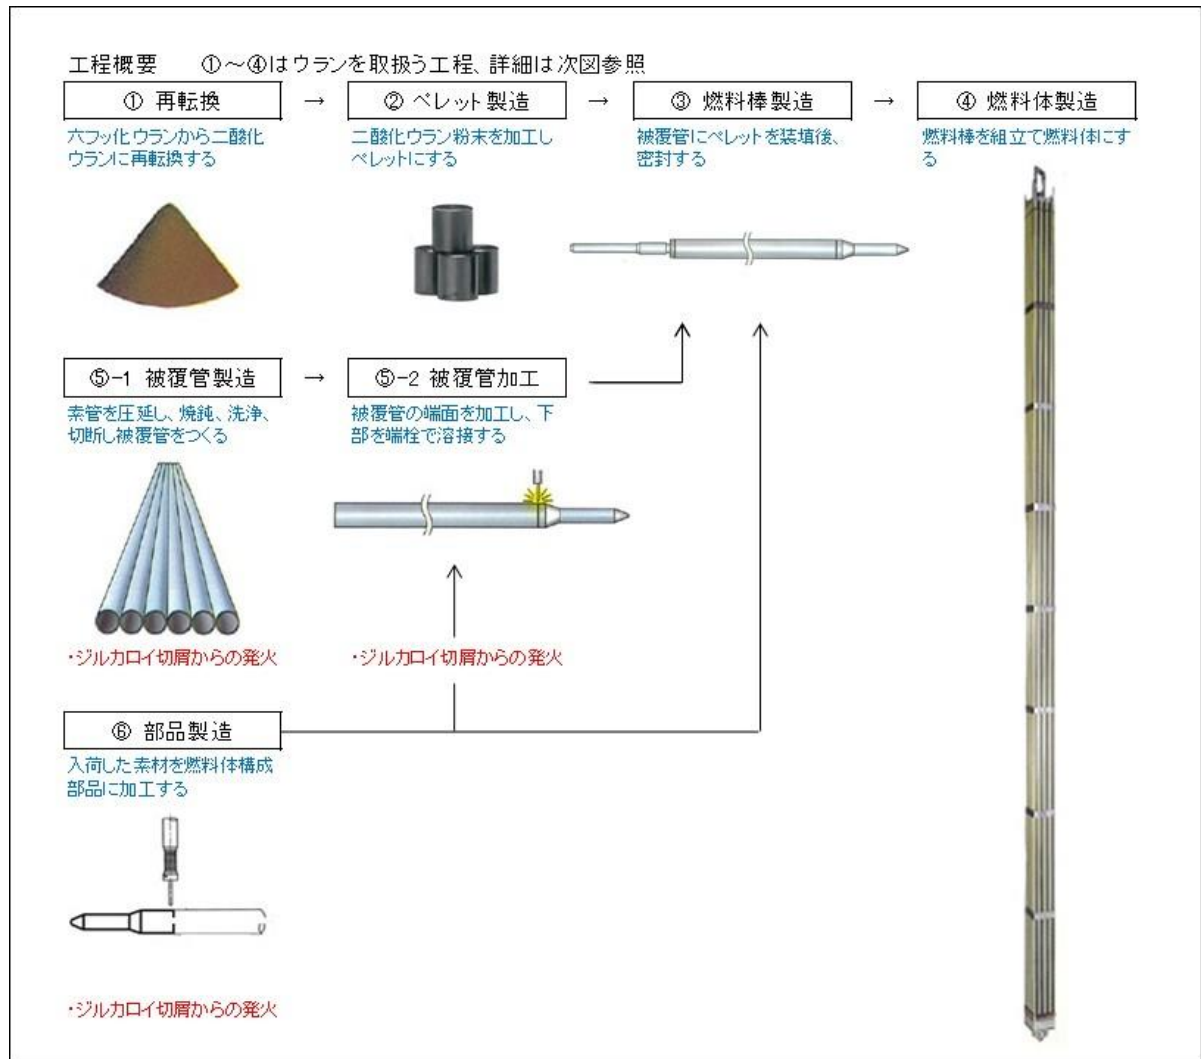 工程概要　①～④はウランを取扱う工程、詳細は次図参照
① 再転換 → ② ペレット製造 → ③ 燃料棒製造 → ④ 燃料体製造
六フッ化ウランから二酸化
ウランに再転換する
二酸化ウラン粉末を加工し
ペレットにする
被覆管にペレットを装填後、
密封する
燃料棒を組立て燃料体にす
る
⑤-1 被覆管製造 → ⑤-2 被覆管加工
素管を圧延し、焼鈍、洗浄、
切断し被覆管をつくる
被覆管の端面を加工し、下
部を端栓で溶接する
・ジルカロイ切屑からの発火
・ジルカロイ切屑からの発火
⑥ 部品製造
入荷した素材を燃料体構成
部品に加工する
・ジルカロイ切屑からの発火